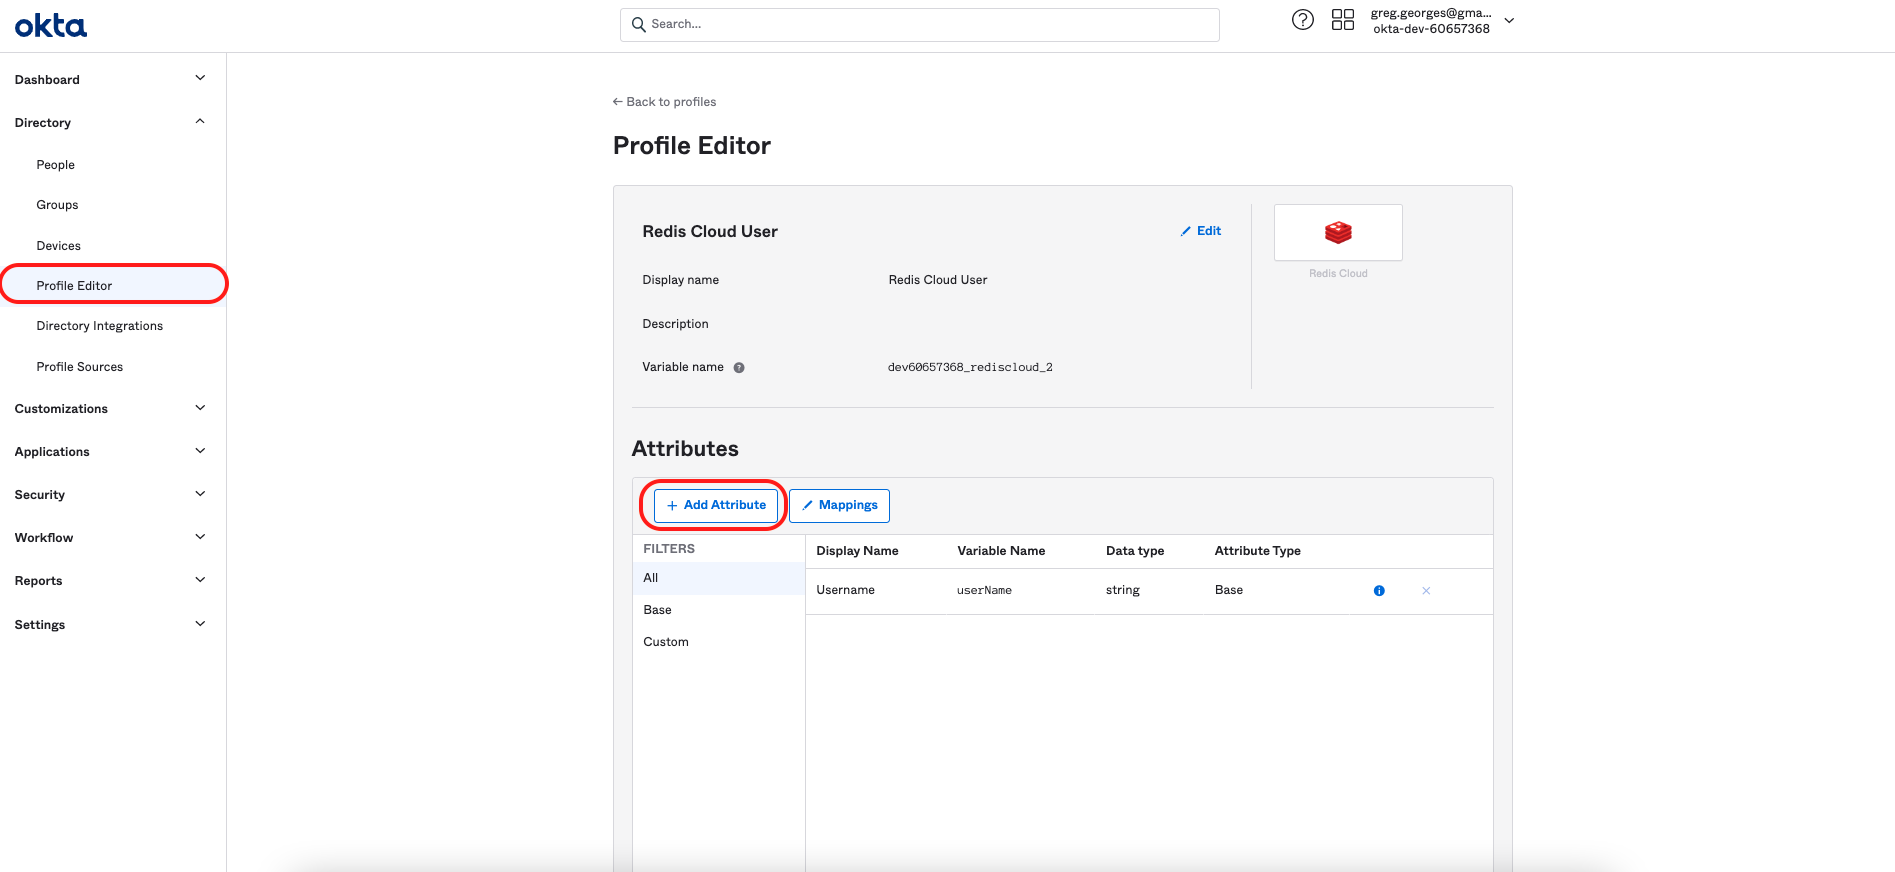 okta
Search...
greg.georges@gma...
okta-dev-60657368
Dashboard
Directory
People
Groups
Devices
Profile Editor
Directory Integrations
Profile Sources
Customizations
Applications
Security
Workflow
Reports
Settings
← Back to profiles
Profile Editor
Redis Cloud User
Edit
Redis Cloud
Display name Redis Cloud User
Description
Variable name dev60657368_rediscloud_2
Attributes
+ Add Attribute
Mappings
FILTERS
All
Base
Custom
Display Name Variable Name Data type Attribute Type
Username userName string Base